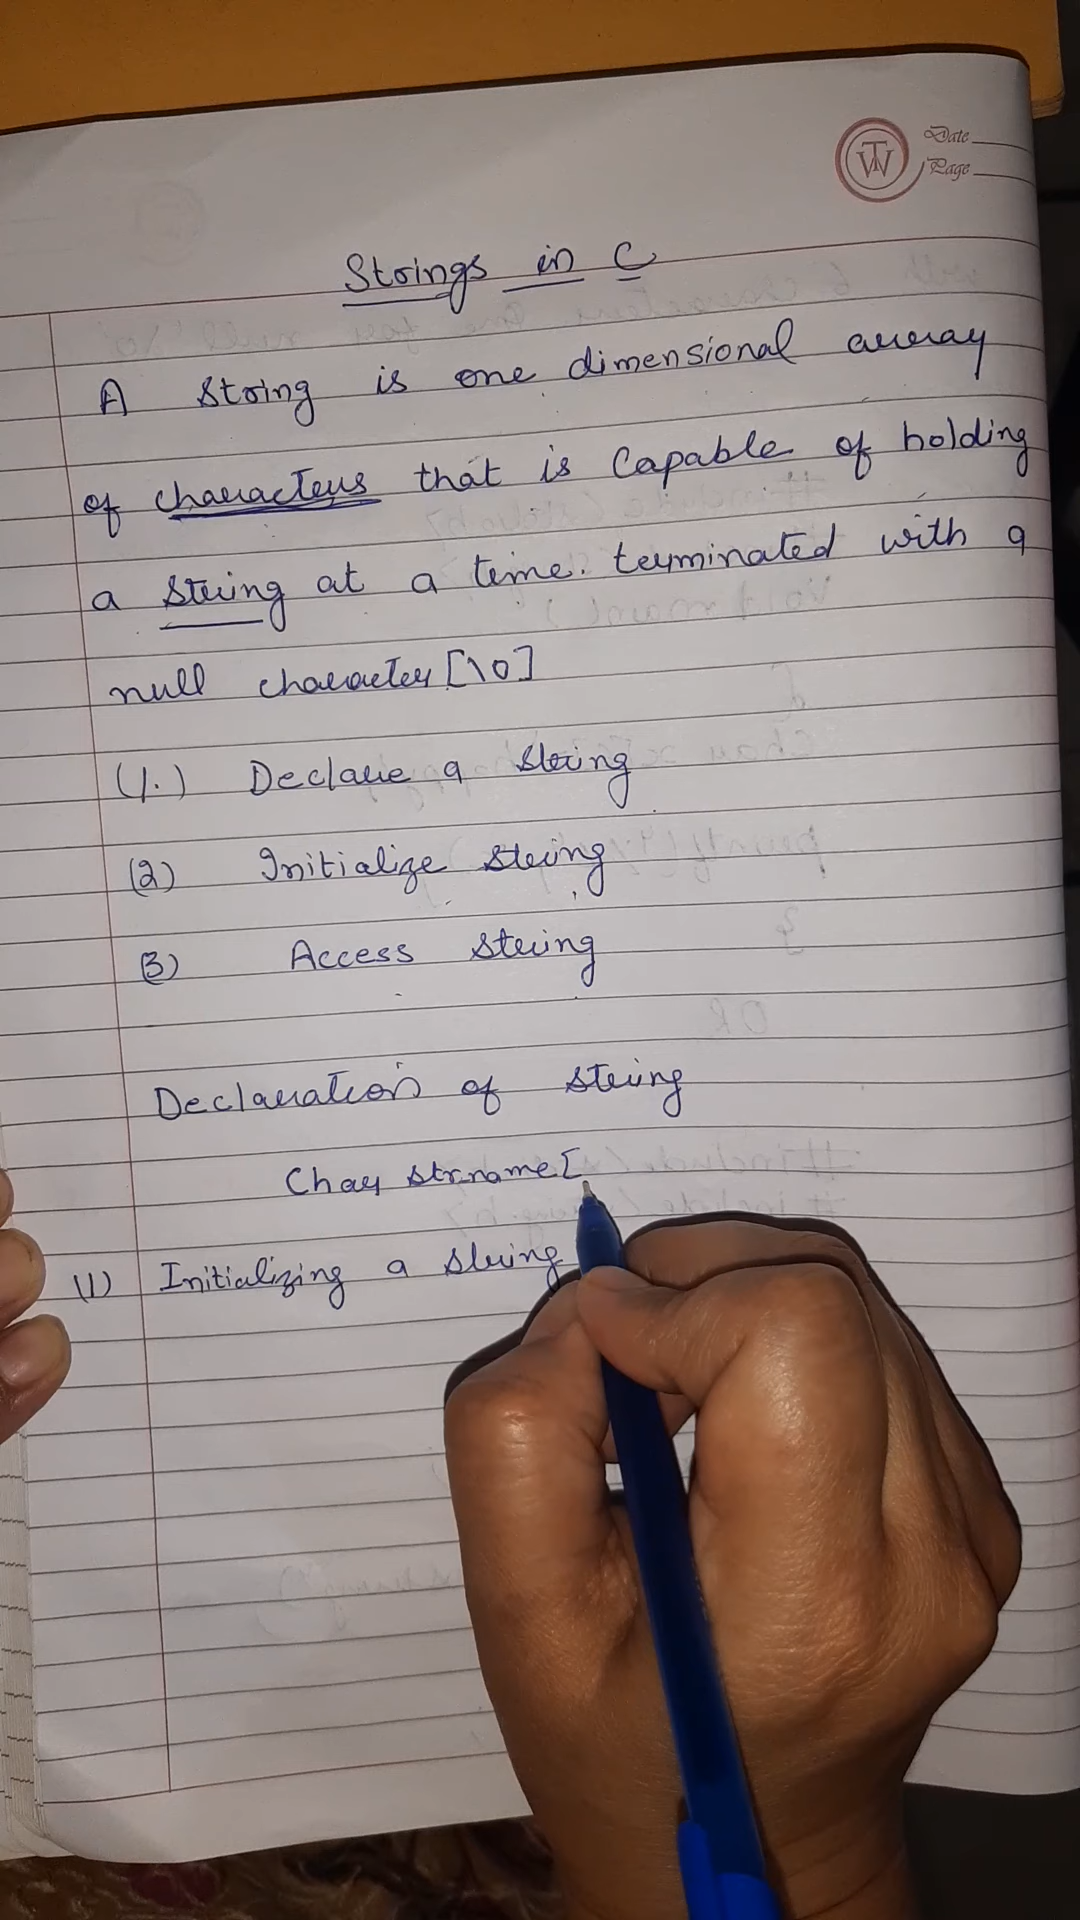 Date
Page
Strings in C
A string is one dimensional array
of characters that is capable of holding
a string at a time. terminated with a
null character [\0]
(1.) Declare a string
(2) Initialize string
(3) Access string
Declaration of string
Char str.name[
(1) Initializing a string